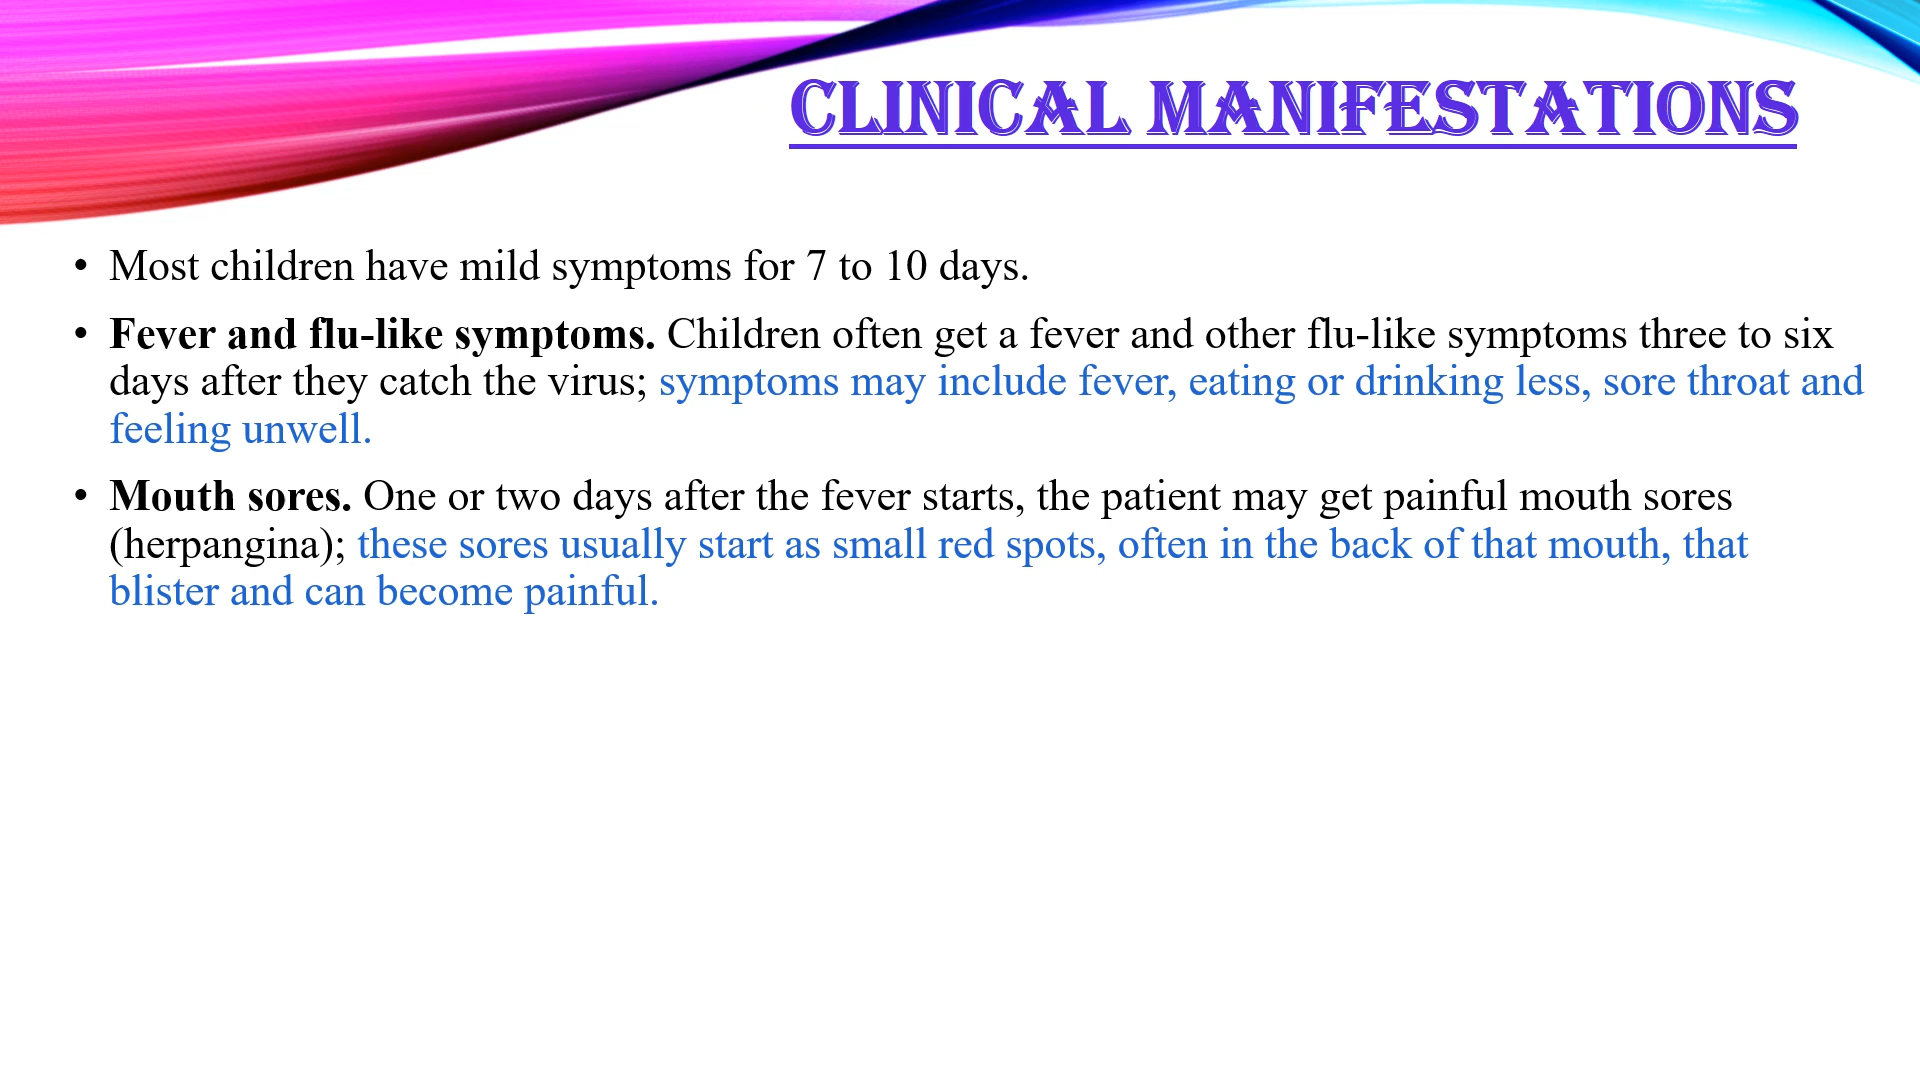 CLINICAL MANIFESTATIONS
• Most children have mild symptoms for 7 to 10 days.
• Fever and flu-like symptoms. Children often get a fever and other flu-like symptoms three to six
days after they catch the virus; symptoms may include fever, eating or drinking less, sore throat and
feeling unwell.
• Mouth sores. One or two days after the fever starts, the patient may get painful mouth sores
(herpangina); these sores usually start as small red spots, often in the back of that mouth, that
blister and can become painful.